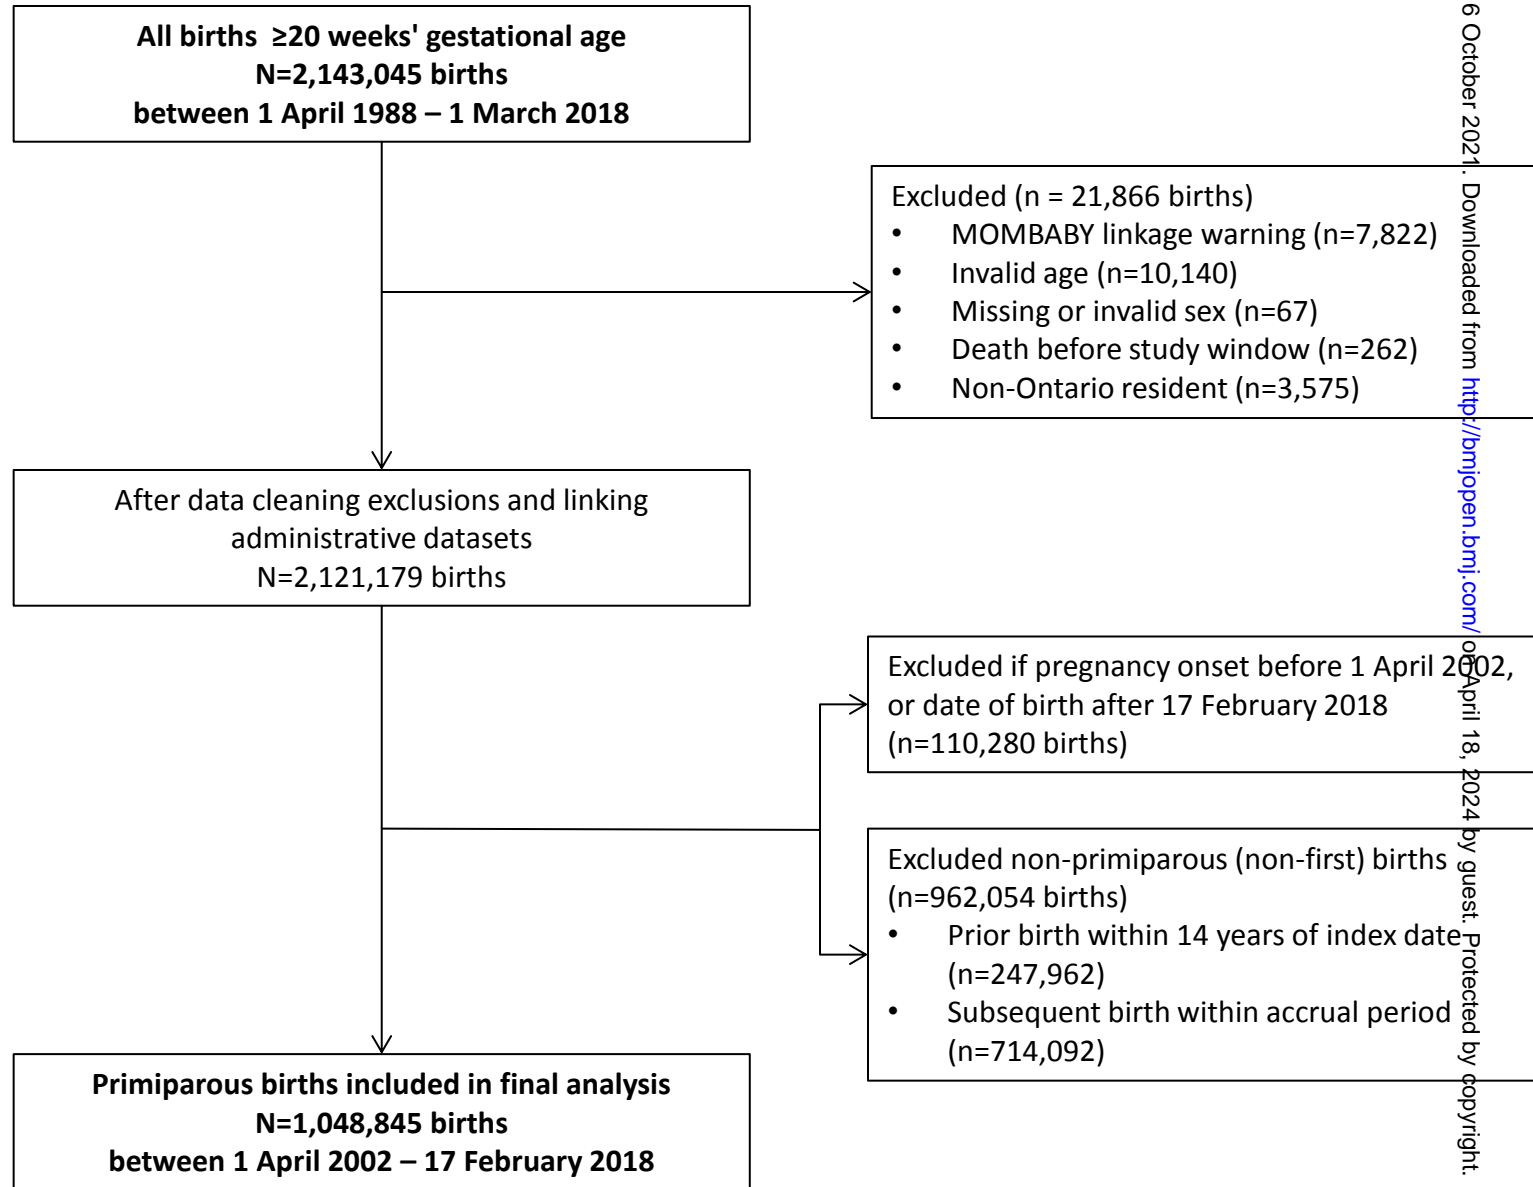 All births ≥20 weeks' gestational age
N=2,143,045 births
between 1 April 1988 – 1 March 2018
Excluded (n = 21,866 births)
• MOMBABY linkage warning (n=7,822)
• Invalid age (n=10,140)
• Missing or invalid sex (n=67)
• Death before study window (n=262)
• Non-Ontario resident (n=3,575)
After data cleaning exclusions and linking
administrative datasets
N=2,121,179 births
Excluded if pregnancy onset before 1 April 2002,
or date of birth after 17 February 2018
(n=110,280 births)
Excluded non-primiparous (non-first) births
(n=962,054 births)
• Prior birth within 14 years of index date
(n=247,962)
• Subsequent birth within accrual period
(n=714,092)
Primiparous births included in final analysis
N=1,048,845 births
between 1 April 2002 – 17 February 2018
6 October 2021. Downloaded from http://bmjopen.bmj.com/ on April 18, 2024 by guest. Protected by copyright.